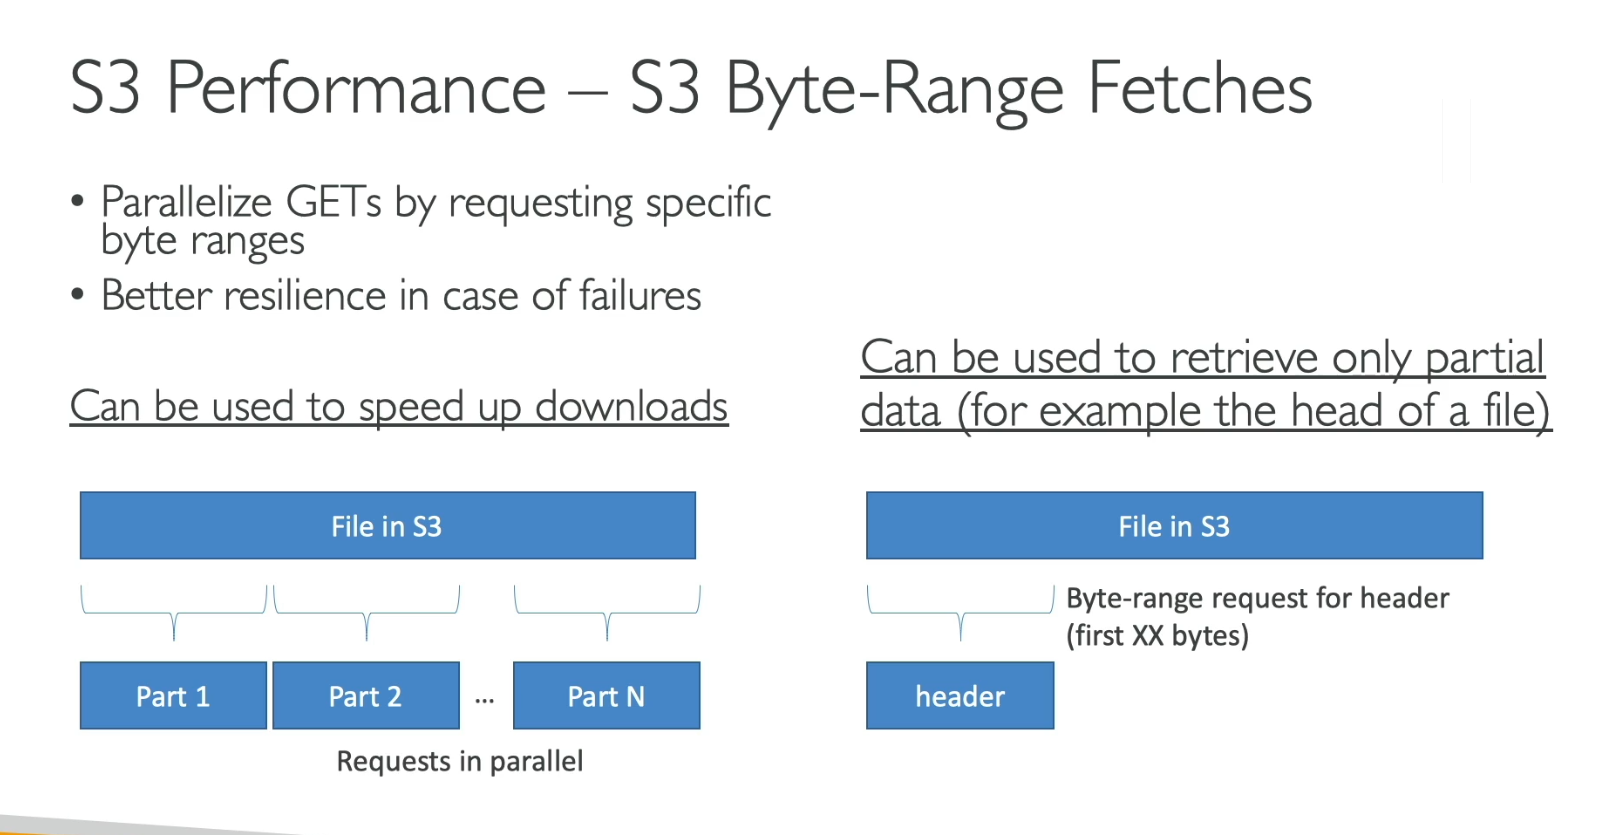 S3 Performance – S3 Byte-Range Fetches
• Parallelize GETs by requesting specific
byte ranges
• Better resilience in case of failures
Can be used to speed up downloads
File in S3
Part 1
Part 2
...
Part N
Requests in parallel
Can be used to retrieve only partial
data (for example the head of a file)
File in S3
Byte-range request for header
(first XX bytes)
header